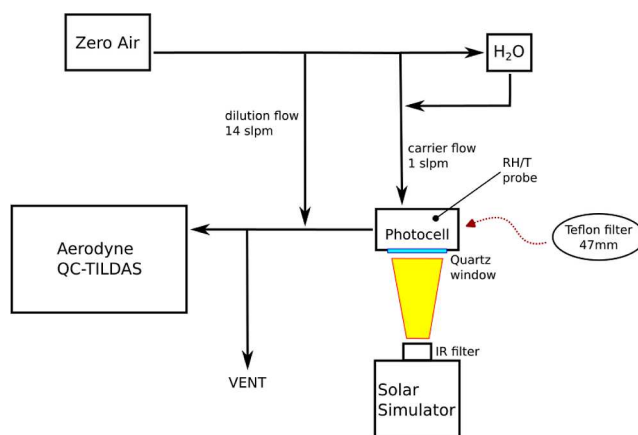 Zero Air
H₂O
dilution flow
14 slpm
carrier flow
1 slpm
RH/T
probe
Photocell
Teflon filter
47mm
Aerodyne
QC-TILDAS
Quartz
window
IR filter
VENT
Solar
Simulator